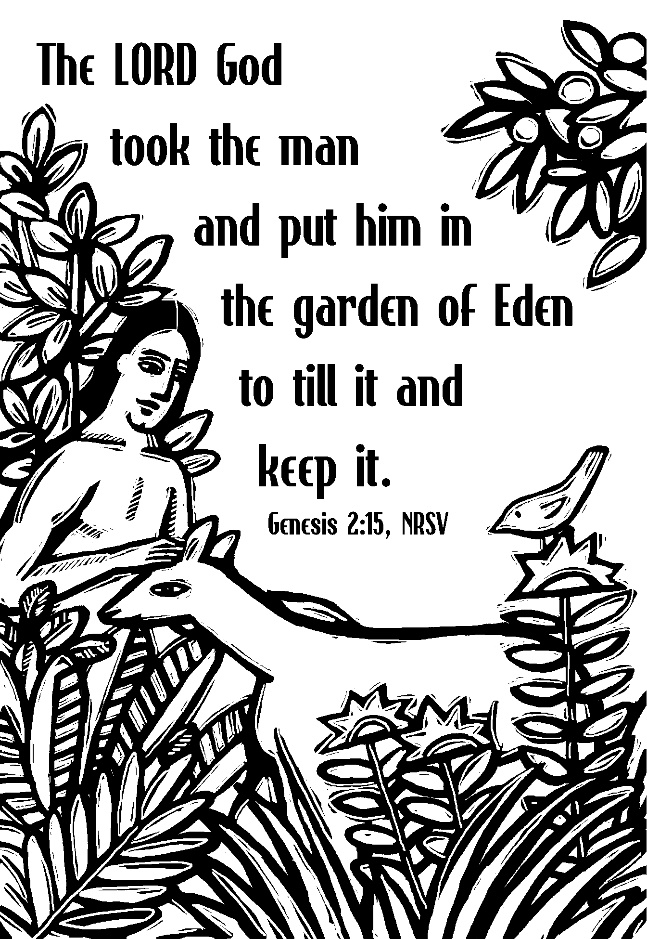 The LORD God
took the man
and put him in
the garden of Eden
to till it and
keep it.
Genesis 2:15, NRSV